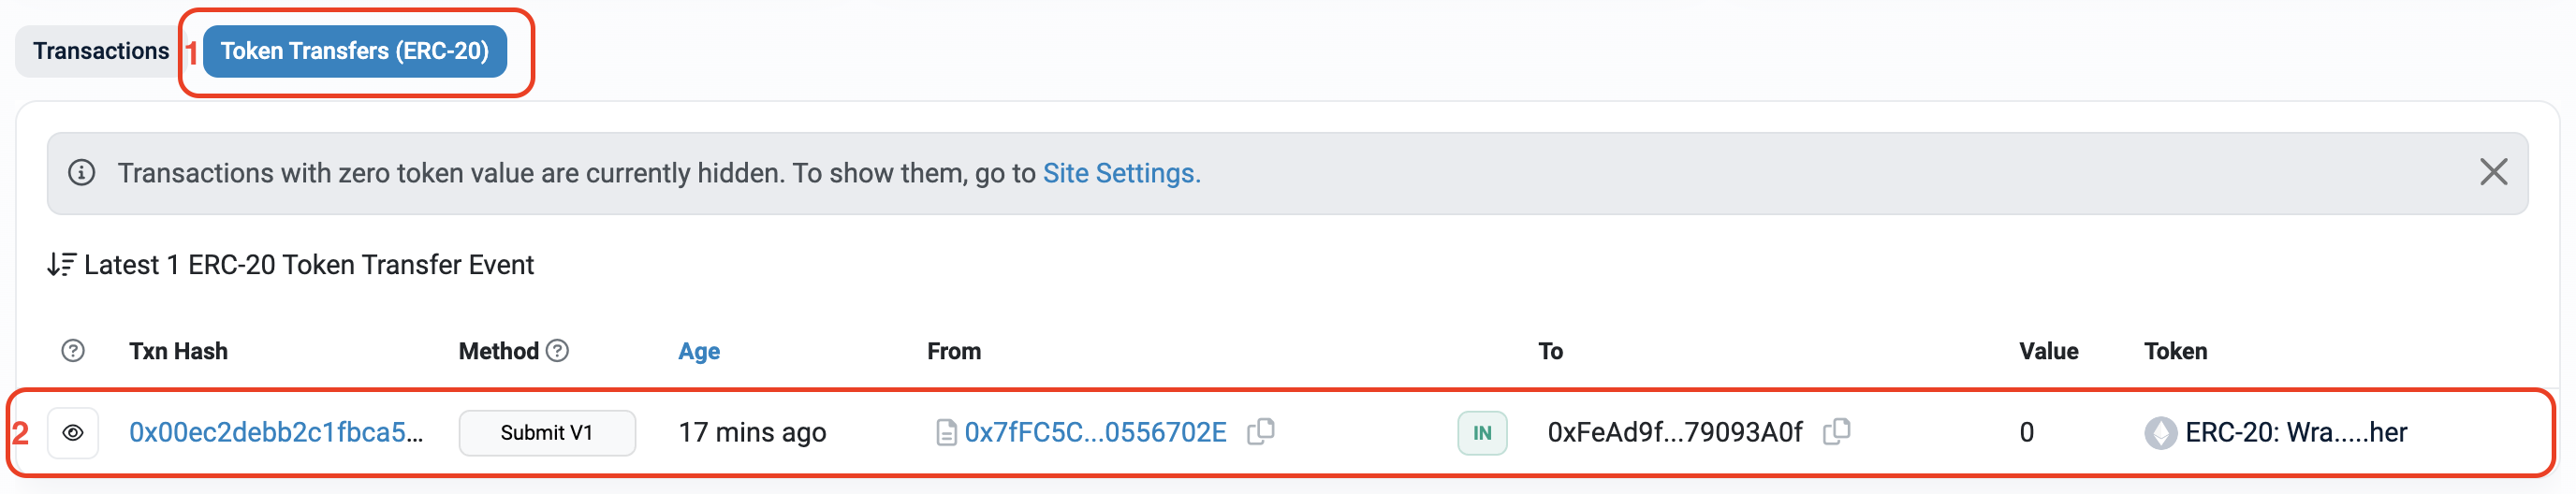 Transactions 1 Token Transfers (ERC-20)
Transactions with zero token value are currently hidden. To show them, go to Site Settings.
Latest 1 ERC-20 Token Transfer Event
Txn Hash Method Age From To Value Token
2 0x00ec2debb2c1fbca5... Submit V1 17 mins ago 0x7fFC5C...0556702E IN 0xFeAd9f...79093A0f 0 ERC-20: Wra.....her